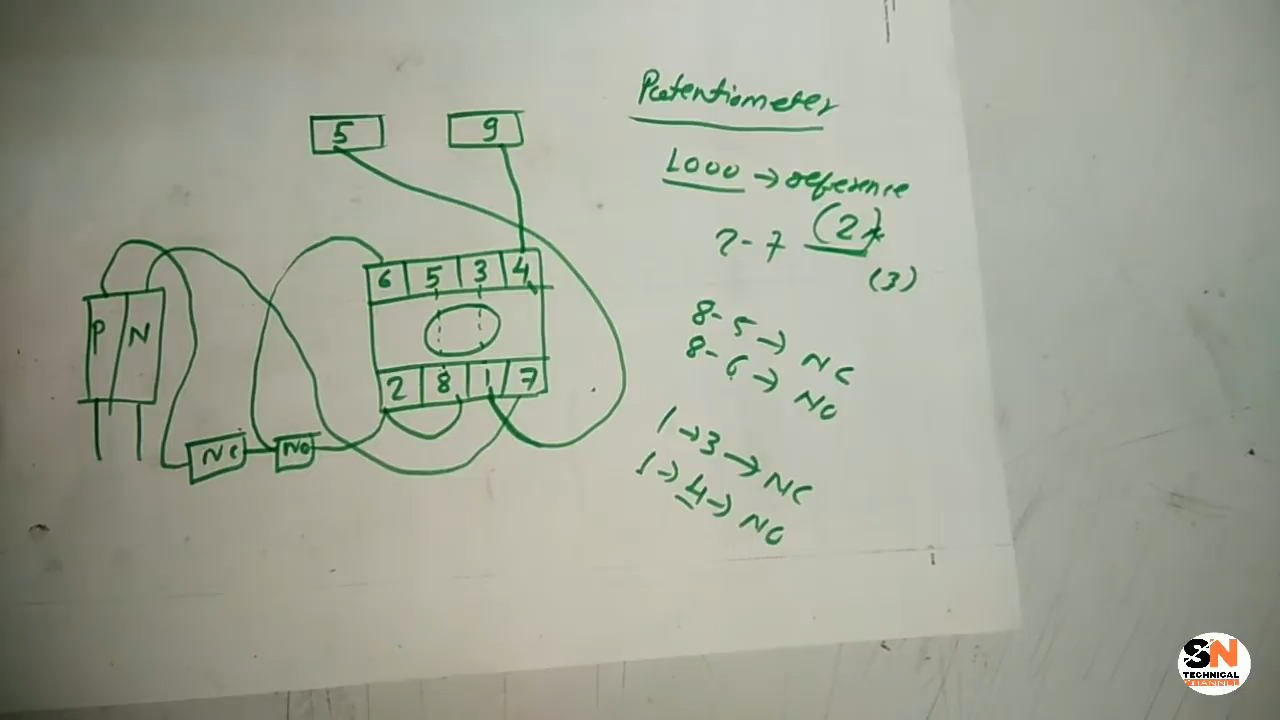 Potentiometer
1000 → reference
2-7 (2)
(3)
5 9
6 5 3 4
P N
2 8 1 7
NC NO
8-5 → NC
8-6 → NO
1 → 3 → NC
1 → 4 → NO
SN
TECHNICAL
CHANNEL